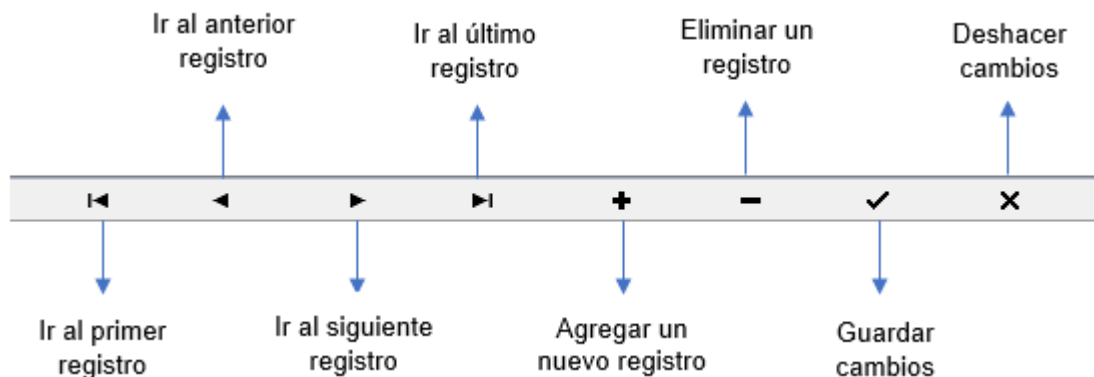 Ir al anterior
registro
Ir al último
registro
Eliminar un
registro
Deshacer
cambios
Ir al primer
registro
Ir al siguiente
registro
Agregar un
nuevo registro
Guardar
cambios